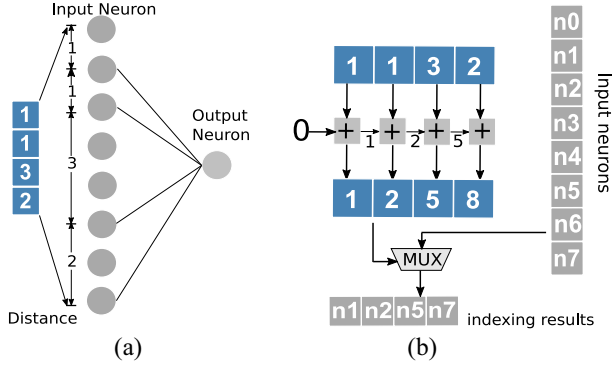 Input Neuron
1
1
3
2
1
1
3
2
Output
Neuron
Distance
(a)
1 1 3 2
0 + 1 + 2 + 5 +
1 2 5 8
MUX
n1 n2 n5 n7
indexing results
n0
n1
n2
n3
n4
n5
n6
n7
Input neurons
(b)